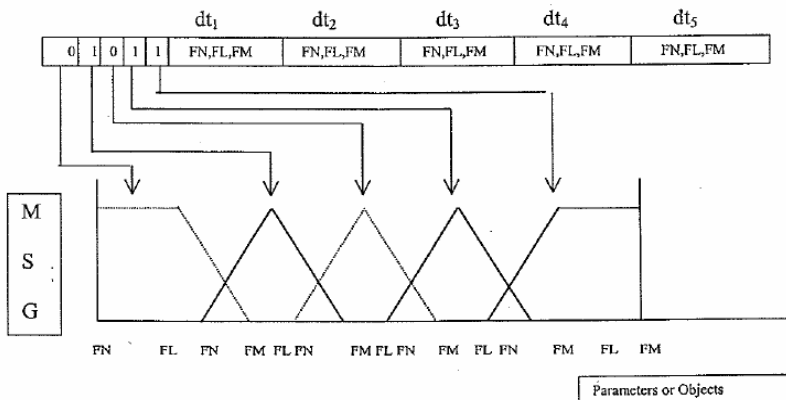 dt1 dt2 dt3 dt4 dt5
0 1 0 1 1 FN,FL,FM FN,FL,FM FN,FL,FM FN,FL,FM FN,FL,FM
M
S
G
FN FL FN FM FL FN FM FL FN FM FL FN FM FL FM
Parameters or Objects